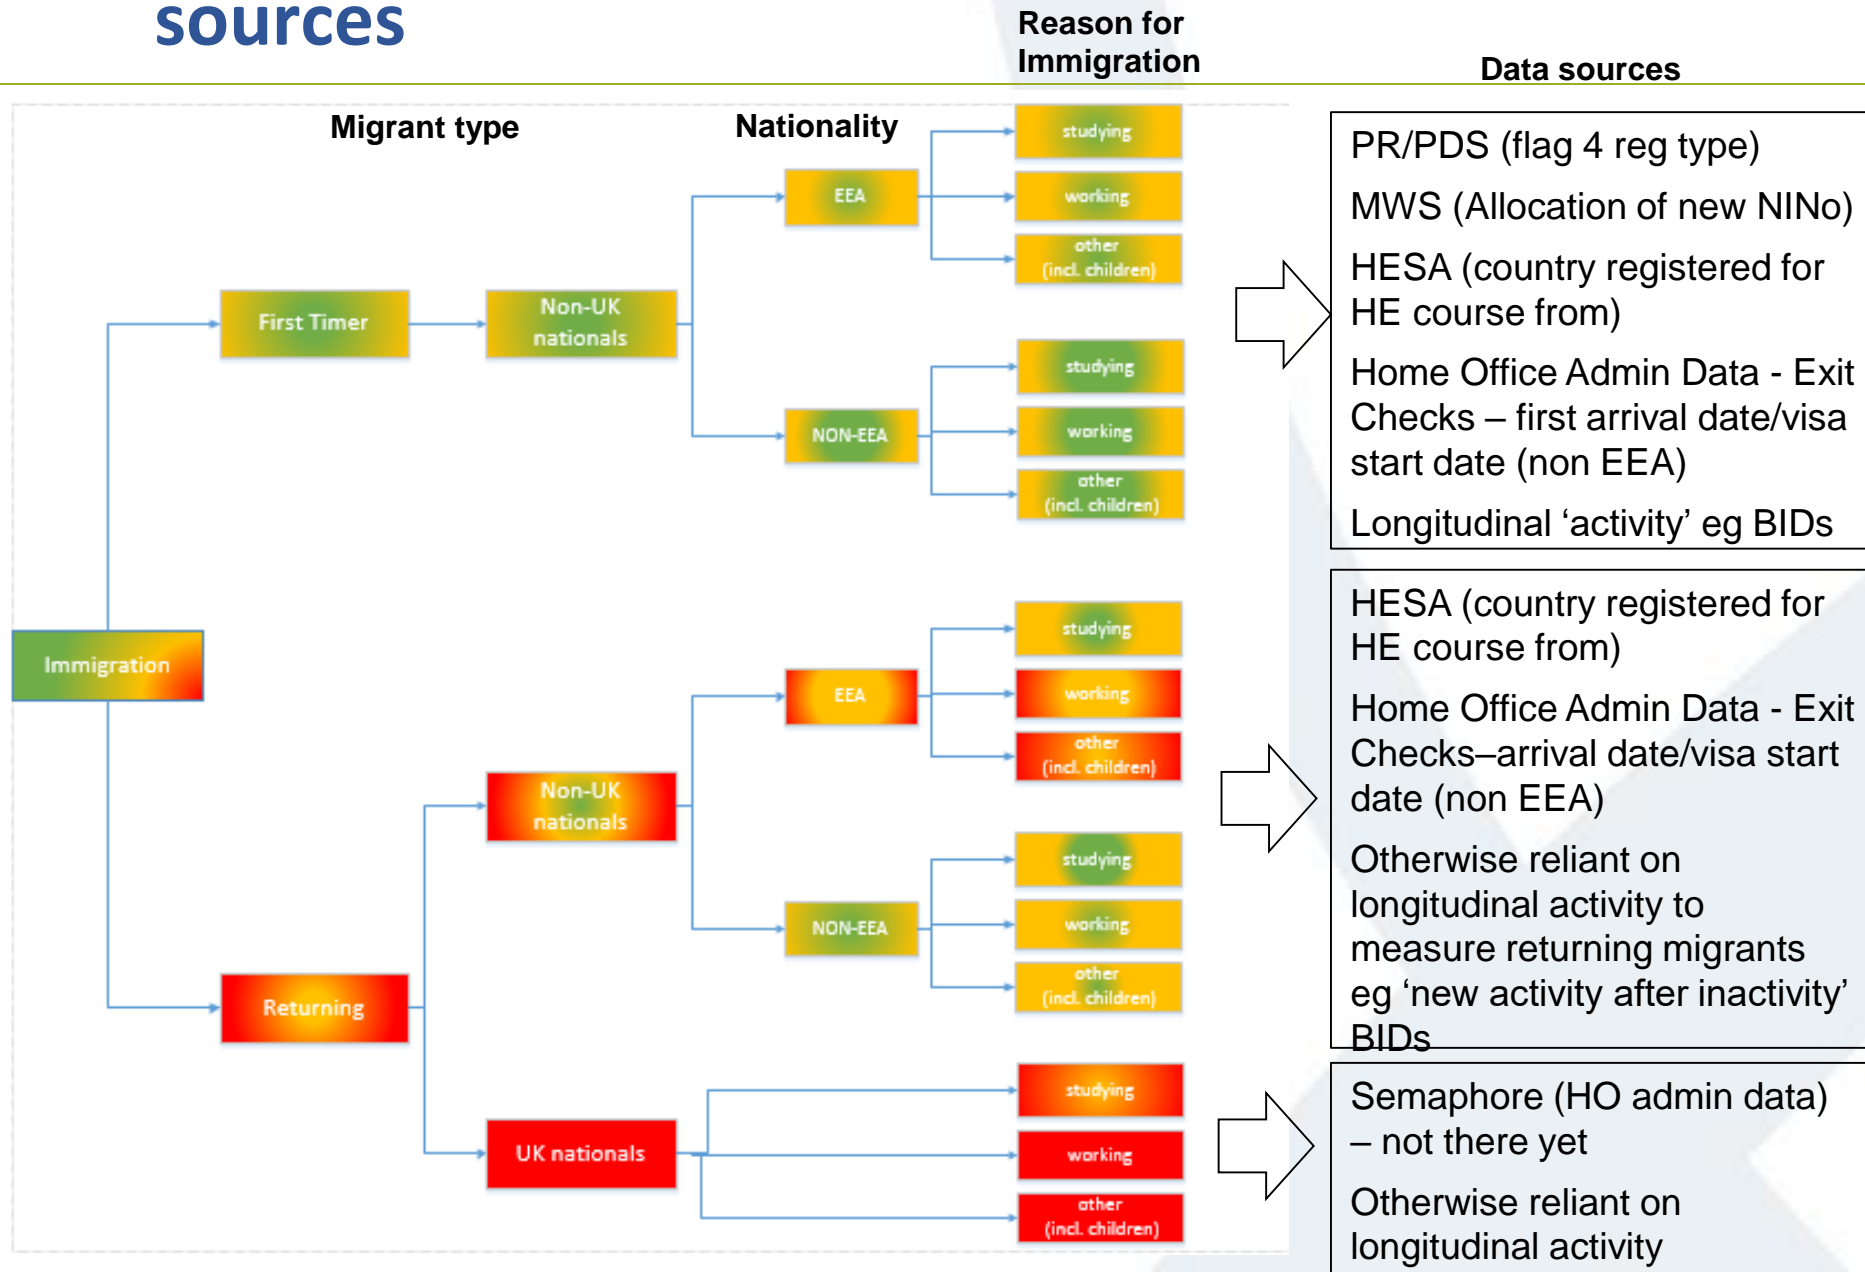 sources
Reason for
Immigration
Data sources
Migrant type
Nationality
studying
EEA
working
other
(incl. children)
First Timer
Non-UK
nationals
studying
NON-EEA
working
other
(incl. children)
PR/PDS (flag 4 reg type)
MWS (Allocation of new NINo)
HESA (country registered for
HE course from)
Home Office Admin Data - Exit
Checks – first arrival date/visa
start date (non EEA)
Longitudinal ‘activity’ eg BIDs
Immigration
studying
EEA
working
other
(incl. children)
Non-UK
nationals
studying
NON-EEA
working
other
(incl. children)
Returning
HESA (country registered for
HE course from)
Home Office Admin Data - Exit
Checks–arrival date/visa start
date (non EEA)
Otherwise reliant on
longitudinal activity to
measure returning migrants
eg ‘new activity after inactivity’
BIDs
UK nationals
studying
working
other
(incl. children)
Semaphore (HO admin data)
– not there yet
Otherwise reliant on
longitudinal activity